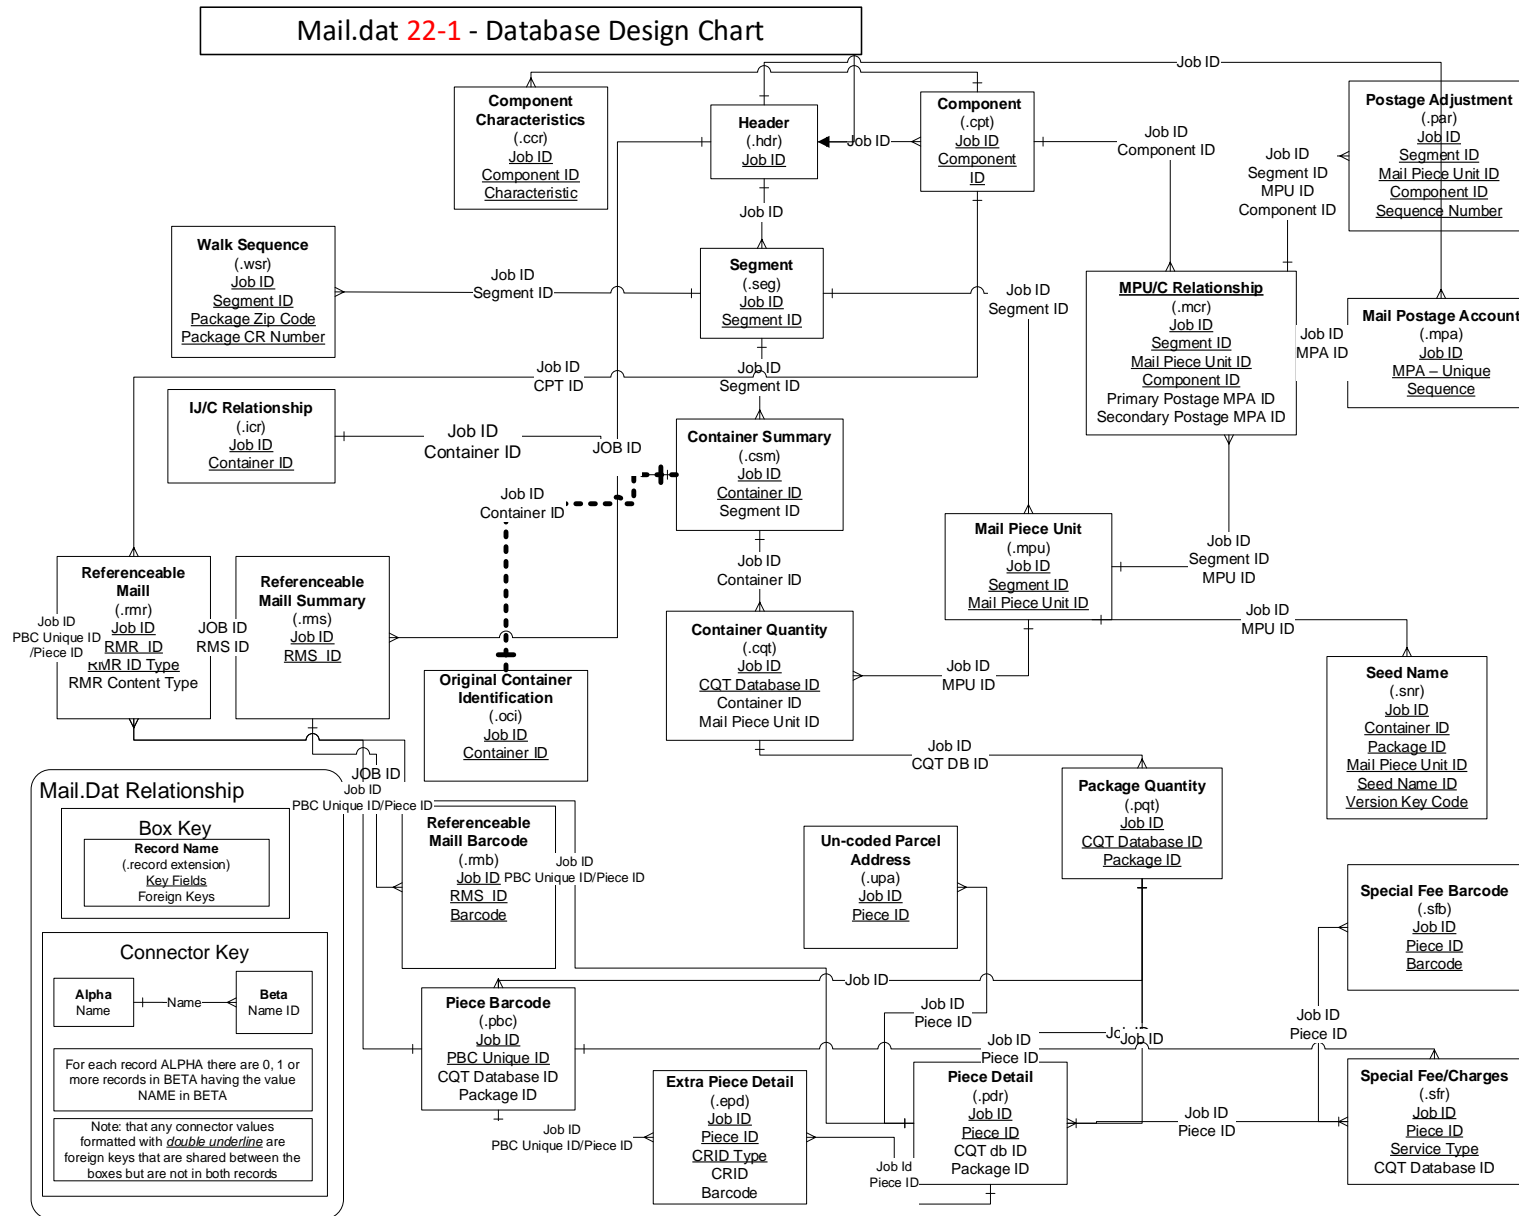 Mail.dat 22-1 - Database Design Chart
Job ID
Component
Characteristics
(.ccr)
Job ID
Component ID
Characteristic
Header
(.hdr)
Job ID
Job ID
Component
(.cpt)
Job ID
Component
ID
Job ID
Component ID
Postage Adjustment
(.par)
Job ID
Segment ID
Mail Piece Unit ID
Component ID
Sequence Number
Job ID
Segment ID
MPU ID
Component ID
Job ID
Walk Sequence
(.wsr)
Job ID
Segment ID
Package Zip Code
Package CR Number
Job ID
Segment ID
Segment
(.seg)
Job ID
Segment ID
Job ID
Segment ID
MPU/C Relationship
(.mcr)
Job ID
Segment ID
Mail Piece Unit ID
Component ID
Primary Postage MPA ID
Secondary Postage MPA ID
Job ID
MPA ID
Mail Postage Account
(.mpa)
Job ID
MPA – Unique
Sequence
Job ID
CPT ID
Job ID
Segment ID
IJ/C Relationship
(.icr)
Job ID
Container ID
Job ID
Container ID
JOB ID
Container Summary
(.csm)
Job ID
Container ID
Segment ID
Job ID
Container ID
Job ID
Container ID
Mail Piece Unit
(.mpu)
Job ID
Segment ID
Mail Piece Unit ID
Job ID
Segment ID
MPU ID
Referenceable
Maill
(.rmr)
Job ID
RMR_ID
RMR ID Type
RMR Content Type
Job ID
PBC Unique ID
/Piece ID
JOB ID
RMS ID
Referenceable
Maill Summary
(.rms)
Job ID
RMS_ID
Original Container
Identification
(.oci)
Job ID
Container ID
Container Quantity
(.cqt)
Job ID
CQT Database ID
Container ID
Mail Piece Unit ID
Job ID
MPU ID
Job ID
MPU ID
Seed Name
(.snr)
Job ID
Container ID
Package ID
Mail Piece Unit ID
Seed Name ID
Version Key Code
Job ID
CQT DB ID
Package Quantity
(.pqt)
Job ID
CQT Database ID
Package ID
JOB ID
Job ID
PBC Unique ID/Piece ID
Referenceable
Maill Barcode
(.rmb)
Job ID
RMS_ID
Barcode
Job ID
PBC Unique ID/Piece ID
Un-coded Parcel
Address
(.upa)
Job ID
Piece ID
Special Fee Barcode
(.sfb)
Job ID
Piece ID
Barcode
Job ID
Job ID
Piece ID
Job ID
Piece ID
Job ID
Job ID
Piece ID
Piece Barcode
(.pbc)
Job ID
PBC Unique ID
CQT Database ID
Package ID
Job ID
PBC Unique ID/Piece ID
Extra Piece Detail
(.epd)
Job ID
Piece ID
CRID Type
CRID
Barcode
Job Id
Piece ID
Piece Detail
(.pdr)
Job ID
Piece ID
CQT db ID
Package ID
Job ID
Piece ID
Special Fee/Charges
(.sfr)
Job ID
Piece ID
Service Type
CQT Database ID
Mail.Dat Relationship
Box Key
Record Name
(.record extension)
Key Fields
Foreign Keys
Connector Key
Alpha
Name
Name
Beta
Name ID
For each record ALPHA there are 0, 1 or
more records in BETA having the value
NAME in BETA
Note: that any connector values
formatted with double underline are
foreign keys that are shared between the
boxes but are not in both records